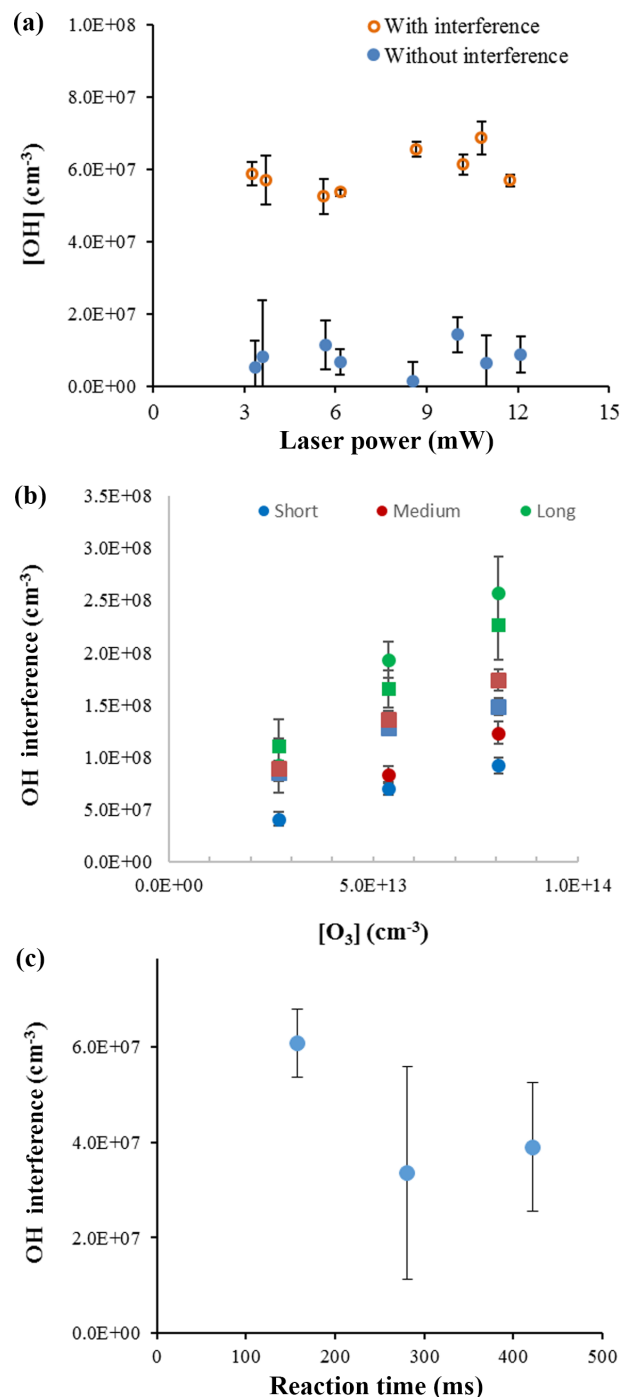 (a)
1.0E+08
8.0E+07
6.0E+07
4.0E+07
2.0E+07
0.0E+00
[OH] (cm-3)
With interference
Without interference
0 3 6 9 12 15
Laser power (mW)
(b)
3.5E+08
3.0E+08
2.5E+08
2.0E+08
1.5E+08
1.0E+08
5.0E+07
0.0E+00
OH interference (cm-3)
Short Medium Long
0.0E+00 5.0E+13 1.0E+14
[O3] (cm-3)
(c)
6.0E+07
4.0E+07
2.0E+07
0.0E+00
OH interference (cm-3)
0 100 200 300 400 500
Reaction time (ms)